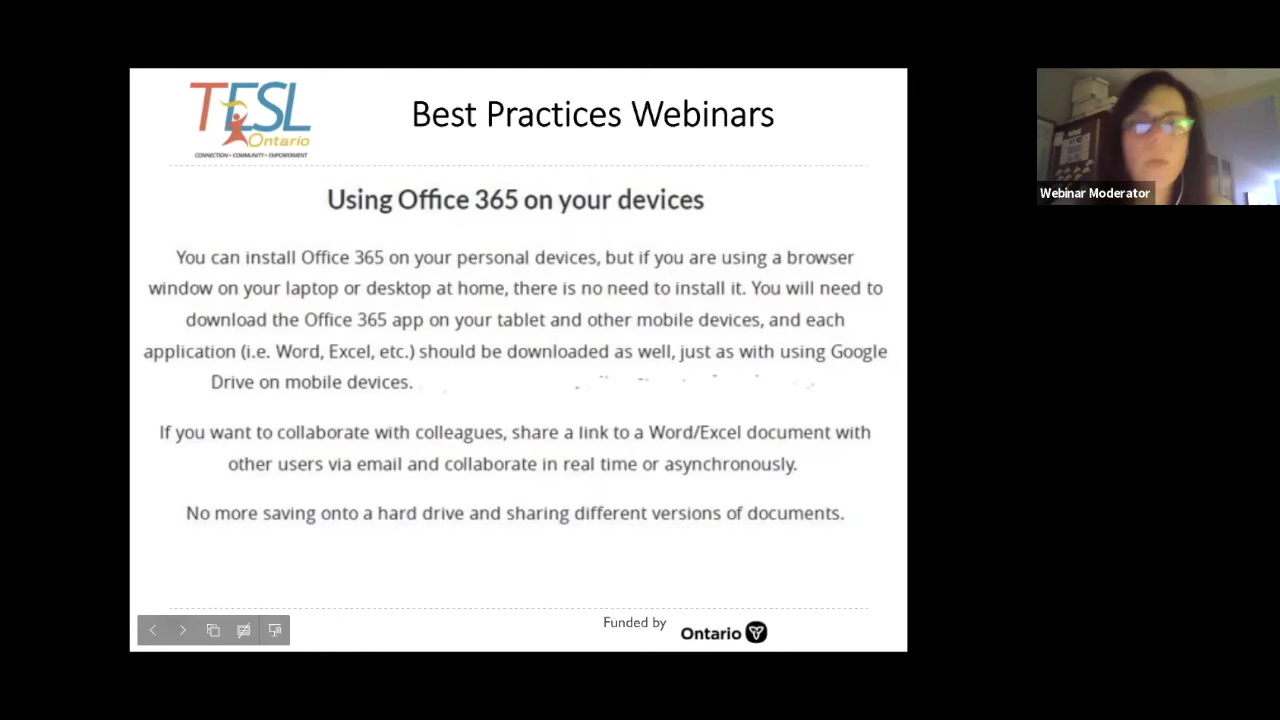 TESL
Ontario
CONNECTION • COMMUNITY • EMPOWERMENT
Best Practices Webinars
Using Office 365 on your devices
You can install Office 365 on your personal devices, but if you are using a browser
window on your laptop or desktop at home, there is no need to install it. You will need to
download the Office 365 app on your tablet and other mobile devices, and each
application (i.e. Word, Excel, etc.) should be downloaded as well, just as with using Google
Drive on mobile devices.
If you want to collaborate with colleagues, share a link to a Word/Excel document with
other users via email and collaborate in real time or asynchronously.
No more saving onto a hard drive and sharing different versions of documents.
Funded by
Ontario
Webinar Moderator